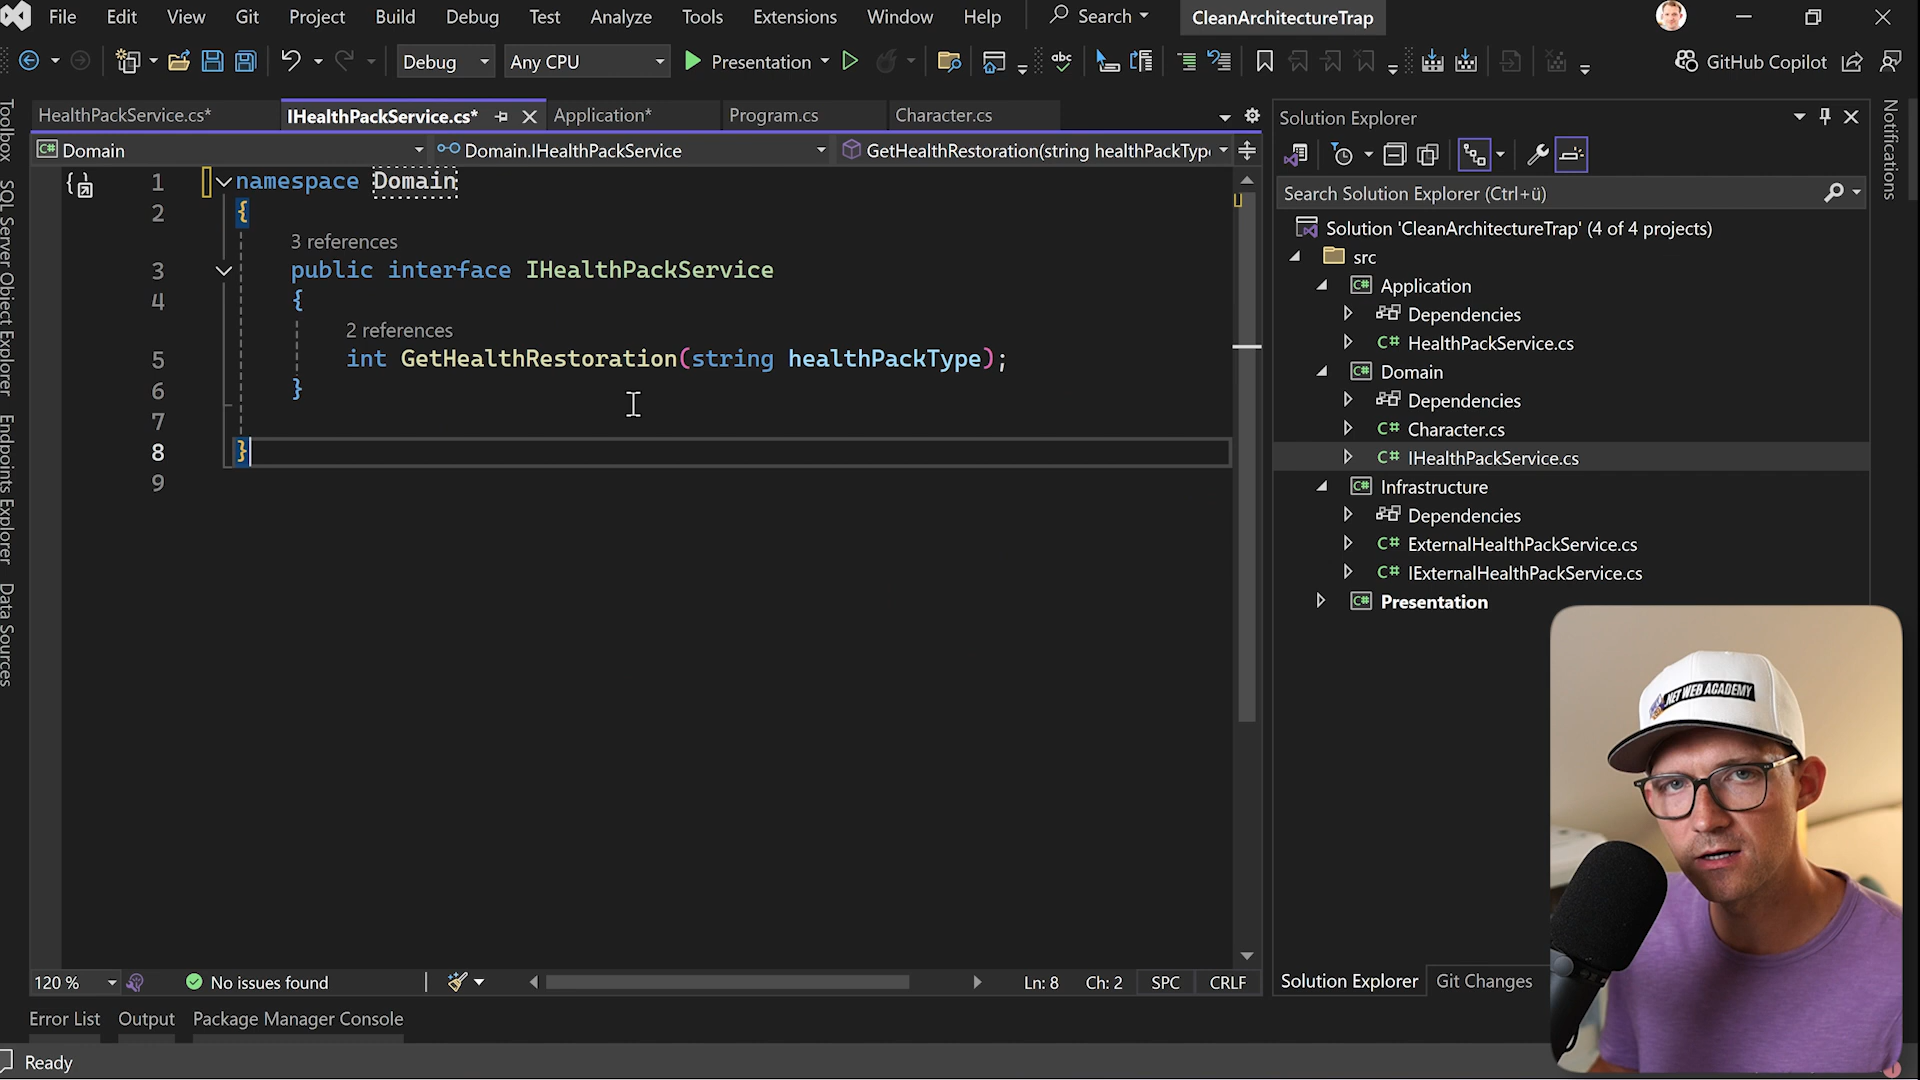 File Edit View Git Project Build Debug Test Analyze Tools Extensions Window Help Search CleanArchitectureTrap
Debug Any CPU Presentation GitHub Copilot
HealthPackService.cs* IHealthPackService.cs* Application* Program.cs Character.cs
Domain Domain.IHealthPackService GetHealthRestoration(string healthPackType
1 namespace Domain
2 {
3 references
3 public interface IHealthPackService
4 {
2 references
5 int GetHealthRestoration(string healthPackType);
6 }
7
8 }
9
120 % No issues found Ln: 8 Ch: 2 SPC CRLF
Error List Output Package Manager Console
Ready
Toolbox
SQL Server Object Explorer
Endpoints Explorer
Data Sources
Solution Explorer
Search Solution Explorer (Ctrl+ü)
Solution 'CleanArchitectureTrap' (4 of 4 projects)
src
C# Application
Dependencies
C# HealthPackService.cs
C# Domain
Dependencies
C# Character.cs
C# IHealthPackService.cs
C# Infrastructure
Dependencies
C# ExternalHealthPackService.cs
C# IExternalHealthPackService.cs
C# Presentation
Solution Explorer Git Changes
Notifications
.NET WEB ACADEMY